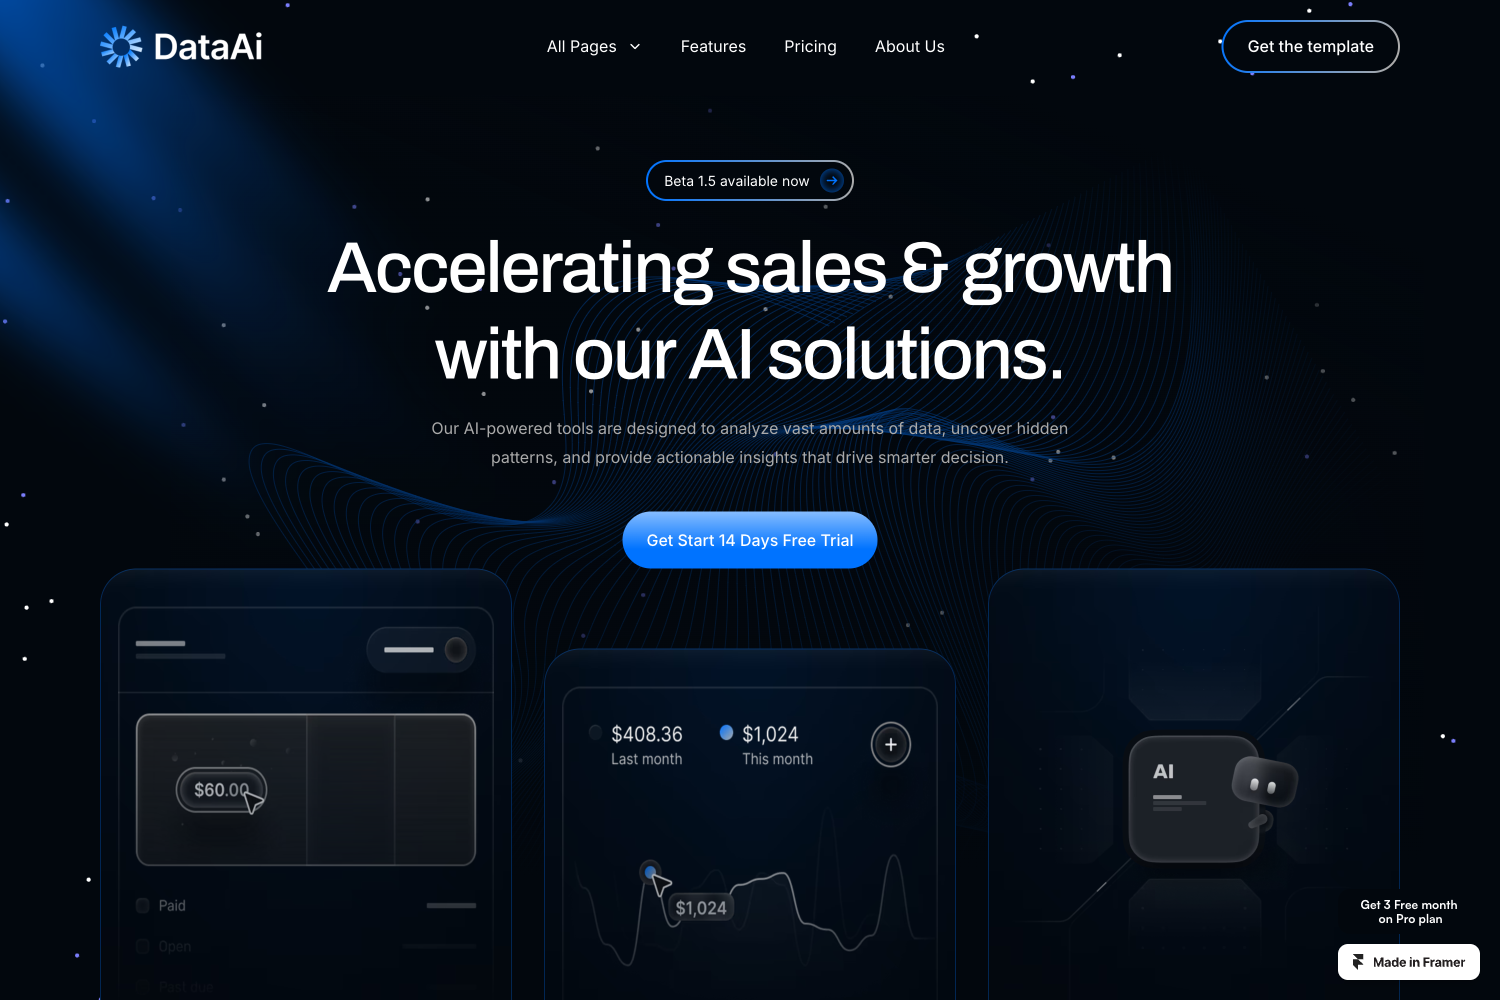 DataAi
All Pages
Features
Pricing
About Us
Get the template
Beta 1.5 available now
Accelerating sales & growth
with our AI solutions.
Our AI-powered tools are designed to analyze vast amounts of data, uncover hidden
patterns, and provide actionable insights that drive smarter decision.
Get Start 14 Days Free Trial
$60.00
Paid
Open
Past due
$408.36
Last month
$1,024
This month
$1,024
AI
Get 3 Free month
on Pro plan
Made in Framer